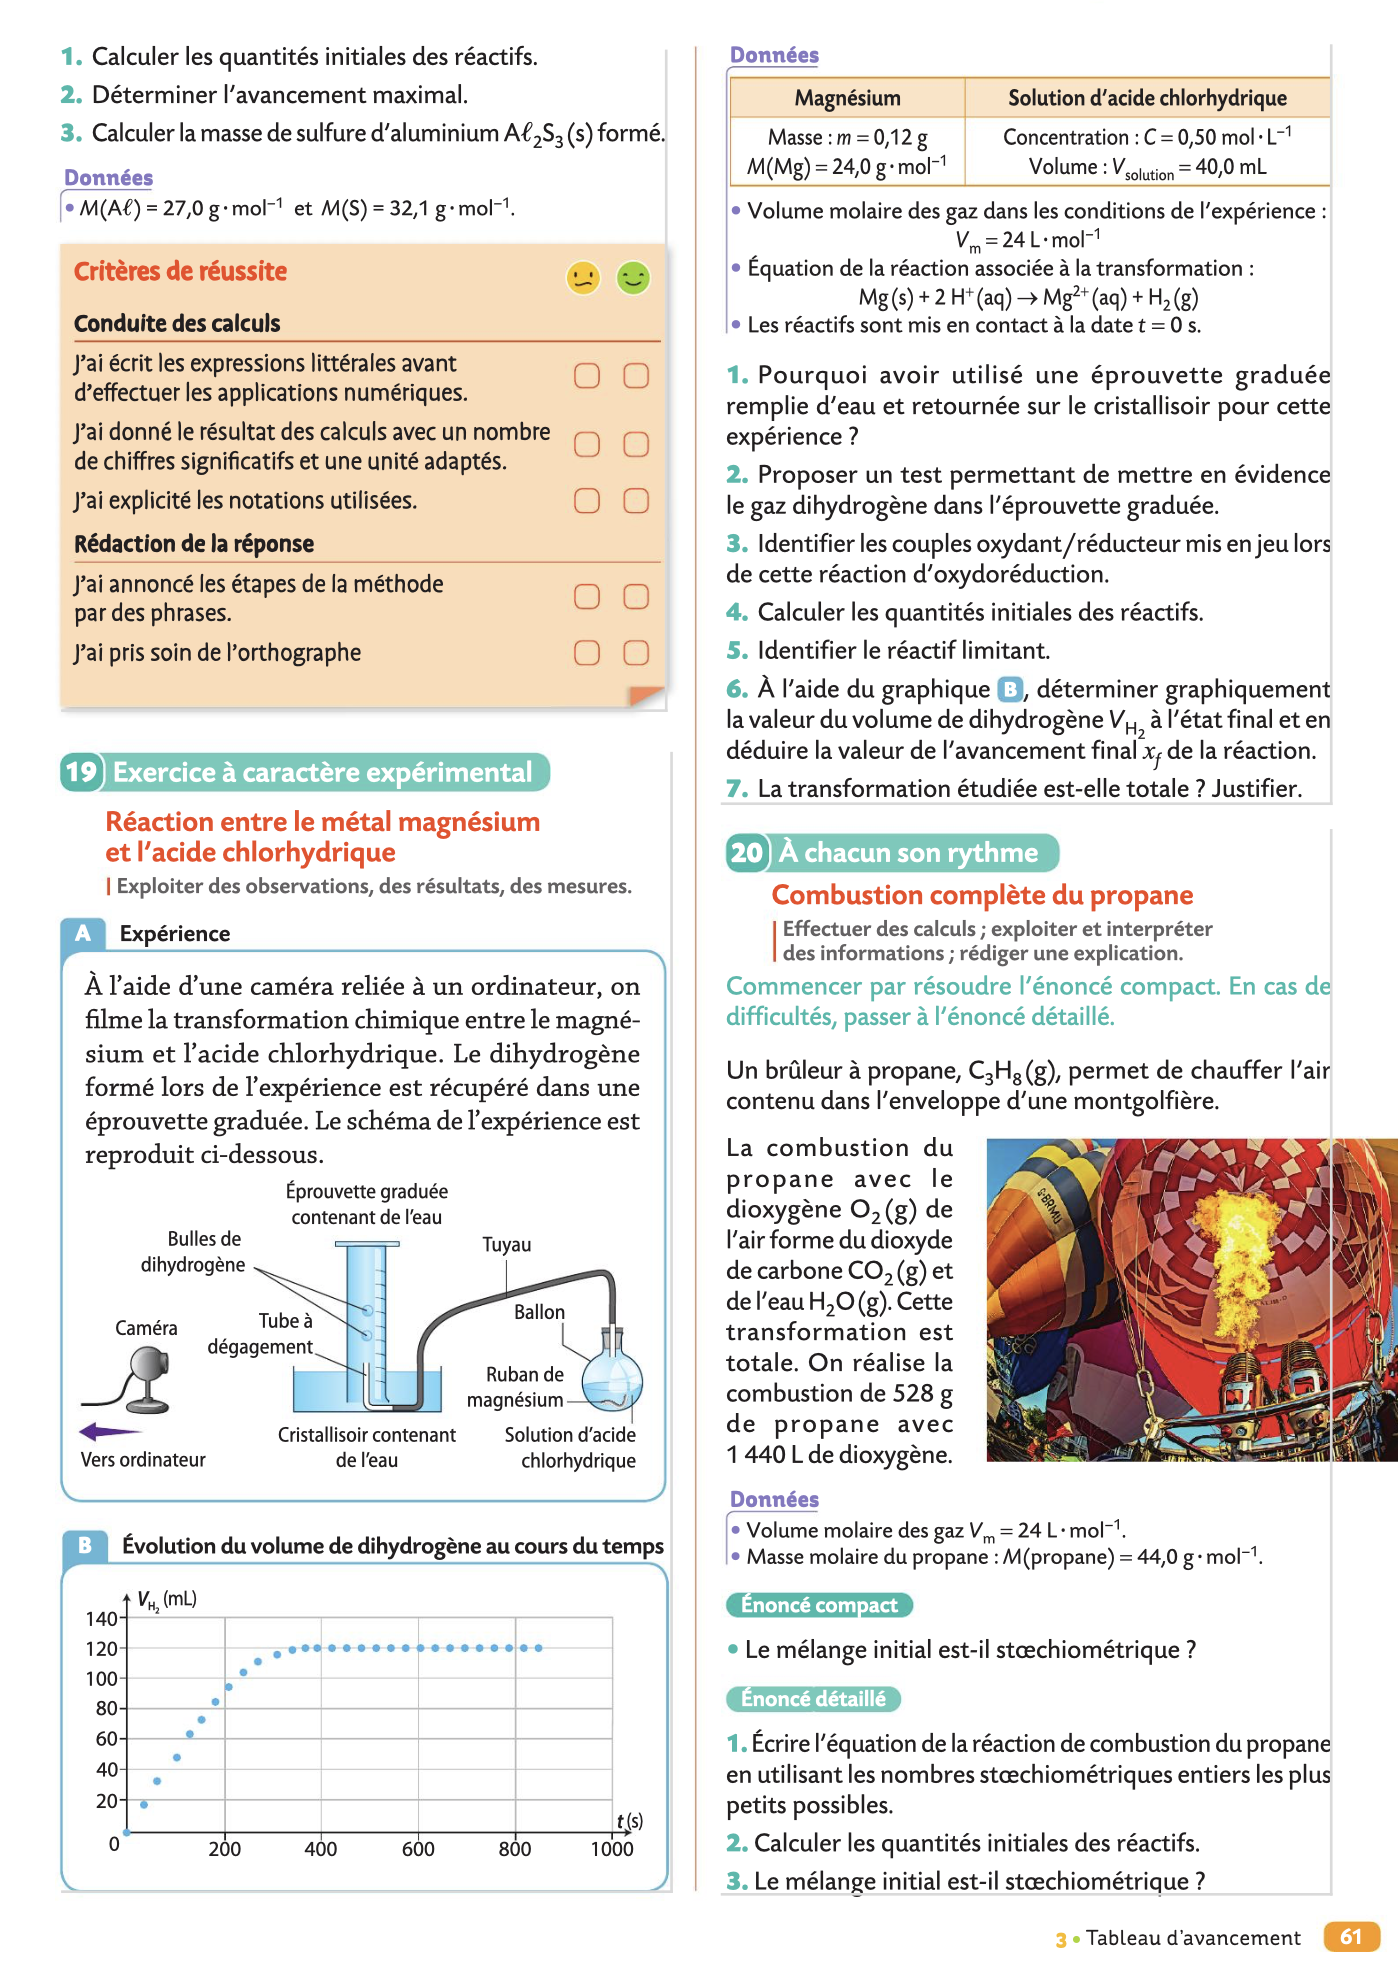 1. Calculer les quantités initiales des réactifs.
2. Déterminer l'avancement maximal.
3. Calculer la masse de sulfure d'aluminium Aℓ₂S₃(s) formé.
Données
• M(Aℓ) = 27,0 g·mol⁻¹ et M(S) = 32,1 g·mol⁻¹.
Critères de réussite
Conduite des calculs
J'ai écrit les expressions littérales avant
d'effectuer les applications numériques.
J'ai donné le résultat des calculs avec un nombre
de chiffres significatifs et une unité adaptés.
J'ai explicité les notations utilisées.
Rédaction de la réponse
J'ai annoncé les étapes de la méthode
par des phrases.
J'ai pris soin de l'orthographe
19 Exercice à caractère expérimental
Réaction entre le métal magnésium
et l'acide chlorhydrique
Exploiter des observations, des résultats, des mesures.
A Expérience
À l'aide d'une caméra reliée à un ordinateur, on
filme la transformation chimique entre le magné-
sium et l'acide chlorhydrique. Le dihydrogène
formé lors de l'expérience est récupéré dans une
éprouvette graduée. Le schéma de l'expérience est
reproduit ci-dessous.
Éprouvette graduée
contenant de l'eau
Bulles de
dihydrogène
Tuyau
Tube à
dégagement
Ballon
Caméra
Ruban de
magnésium
Vers ordinateur
Cristallisoir contenant
de l'eau
Solution d'acide
chlorhydrique
B Évolution du volume de dihydrogène au cours du temps
V_H₂ (mL)
140
120
100
80
60
40
20
t (s)
0 200 400 600 800 1000
Données
Magnésium Solution d'acide chlorhydrique
Masse : m = 0,12 g Concentration : C = 0,50 mol·L⁻¹
M(Mg) = 24,0 g·mol⁻¹ Volume : V_solution = 40,0 mL
• Volume molaire des gaz dans les conditions de l'expérience :
V_m = 24 L·mol⁻¹
• Équation de la réaction associée à la transformation :
Mg(s) + 2 H⁺(aq) → Mg²⁺(aq) + H₂(g)
• Les réactifs sont mis en contact à la date t = 0 s.
1. Pourquoi avoir utilisé une éprouvette graduée
remplie d'eau et retournée sur le cristallisoir pour cette
expérience ?
2. Proposer un test permettant de mettre en évidence
le gaz dihydrogène dans l'éprouvette graduée.
3. Identifier les couples oxydant/réducteur mis en jeu lors
de cette réaction d'oxydoréduction.
4. Calculer les quantités initiales des réactifs.
5. Identifier le réactif limitant.
6. À l'aide du graphique B, déterminer graphiquement
la valeur du volume de dihydrogène V_H₂ à l'état final et en
déduire la valeur de l'avancement final x_f de la réaction.
7. La transformation étudiée est-elle totale ? Justifier.
20 À chacun son rythme
Combustion complète du propane
Effectuer des calculs ; exploiter et interpréter
des informations ; rédiger une explication.
Commencer par résoudre l'énoncé compact. En cas de
difficultés, passer à l'énoncé détaillé.
Un brûleur à propane, C₃H₈(g), permet de chauffer l'air
contenu dans l'enveloppe d'une montgolfière.
La combustion du
propane avec le
dioxygène O₂(g) de
l'air forme du dioxyde
de carbone CO₂(g) et
de l'eau H₂O(g). Cette
transformation est
totale. On réalise la
combustion de 528 g
de propane avec
1 440 L de dioxygène.
G-BRMU
Données
• Volume molaire des gaz V_m = 24 L·mol⁻¹.
• Masse molaire du propane : M(propane) = 44,0 g·mol⁻¹.
Énoncé compact
• Le mélange initial est-il stœchiométrique ?
Énoncé détaillé
1. Écrire l'équation de la réaction de combustion du propane
en utilisant les nombres stœchiométriques entiers les plus
petits possibles.
2. Calculer les quantités initiales des réactifs.
3. Le mélange initial est-il stœchiométrique ?
3 • Tableau d'avancement 61